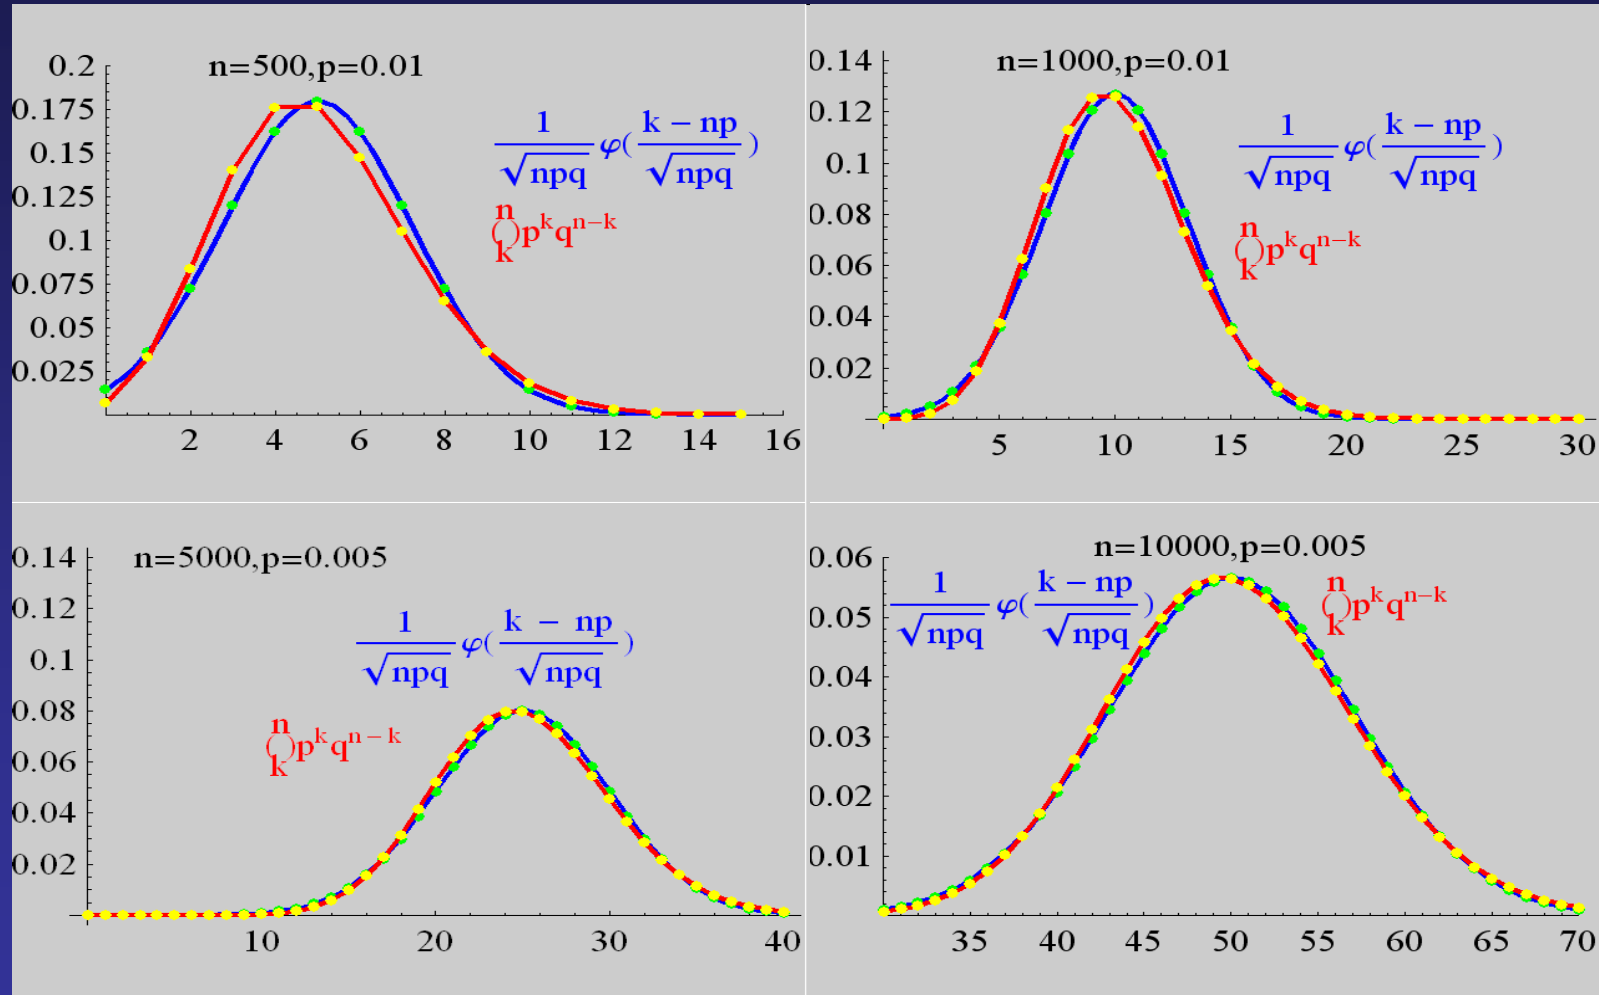 n=500,p=0.01
0.2
0.175
0.15
0.125
0.1
0.075
0.05
0.025
2 4 6 8 10 12 14 16
1/√npq φ(k − np/√npq)
(n k)p^k q^n−k
n=1000,p=0.01
0.14
0.12
0.1
0.08
0.06
0.04
0.02
5 10 15 20 25 30
1/√npq φ(k − np/√npq)
(n k)p^k q^n−k
n=5000,p=0.005
0.14
0.12
0.1
0.08
0.06
0.04
0.02
10 20 30 40
1/√npq φ(k − np/√npq)
(n k)p^k q^n−k
n=10000,p=0.005
0.06
0.05
0.04
0.03
0.02
0.01
35 40 45 50 55 60 65 70
1/√npq φ(k − np/√npq)
(n k)p^k q^n−k